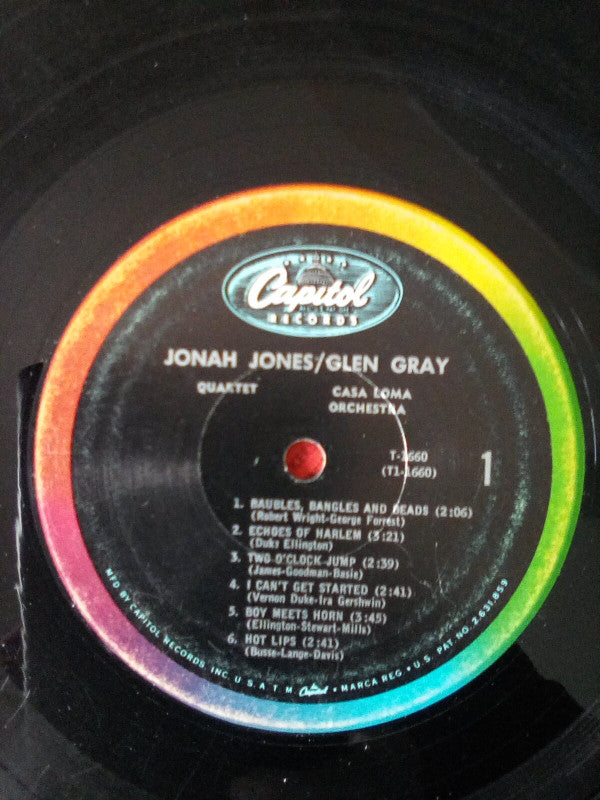 Capitol
RECORDS
JONAH JONES/GLEN GRAY
QUARTET CASA LOMA
ORCHESTRA
T-1660
(T1-1660)
1
1. BAUBLES, BANGLES AND BEADS (2:06)
(Robert Wright-George Forrest)
2. ECHOES OF HARLEM (3:21)
(Duke Ellington)
3. TWO O'CLOCK JUMP (2:39)
(James-Goodman-Basie)
4. I CAN'T GET STARTED (2:41)
(Vernon Duke-Ira Gershwin)
5. BOY MEETS HORN (3:45)
(Ellington-Stewart-Mills)
6. HOT LIPS (2:41)
(Busse-Lange-Davis)
MFD BY CAPITOL RECORDS, INC. U.S.A. T.M. Capitol • MARCA REG. • U.S. PAT. NO. 2,631,859